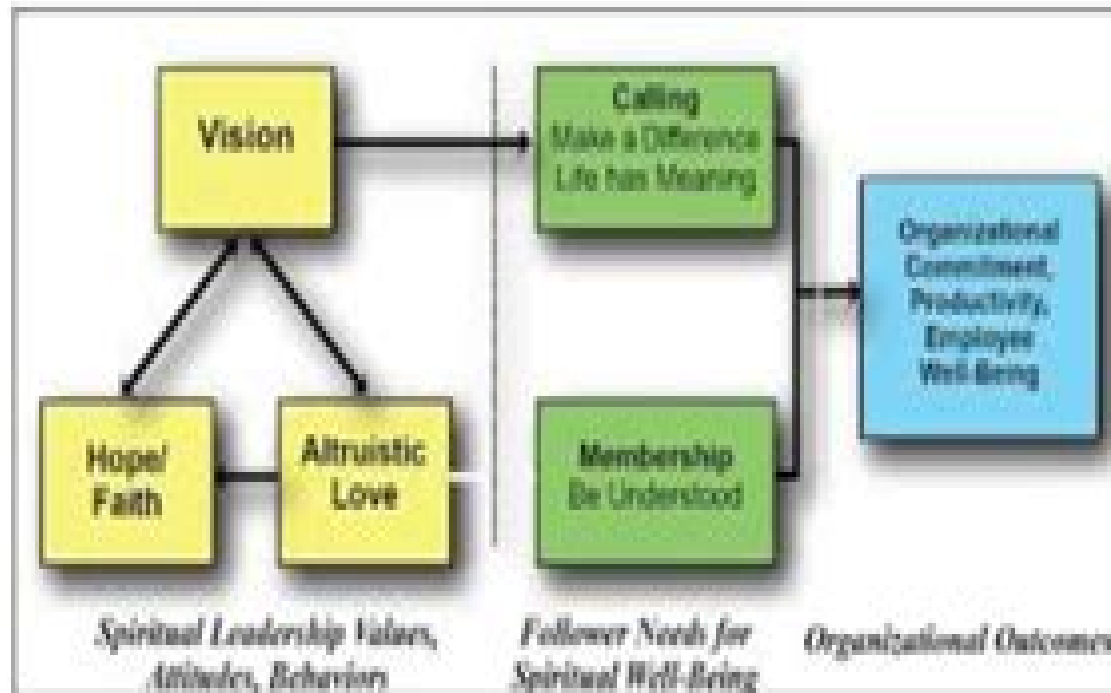 Vision
Calling
Make a Difference
Life has Meaning
Organizational
Commitment,
Productivity,
Employee
Well-Being
Hope/
Faith
Altruistic
Love
Membership
Be Understood
Spiritual Leadership Values,
Attitudes, Behaviors
Follower Needs for
Spiritual Well-Being
Organizational Outcomes